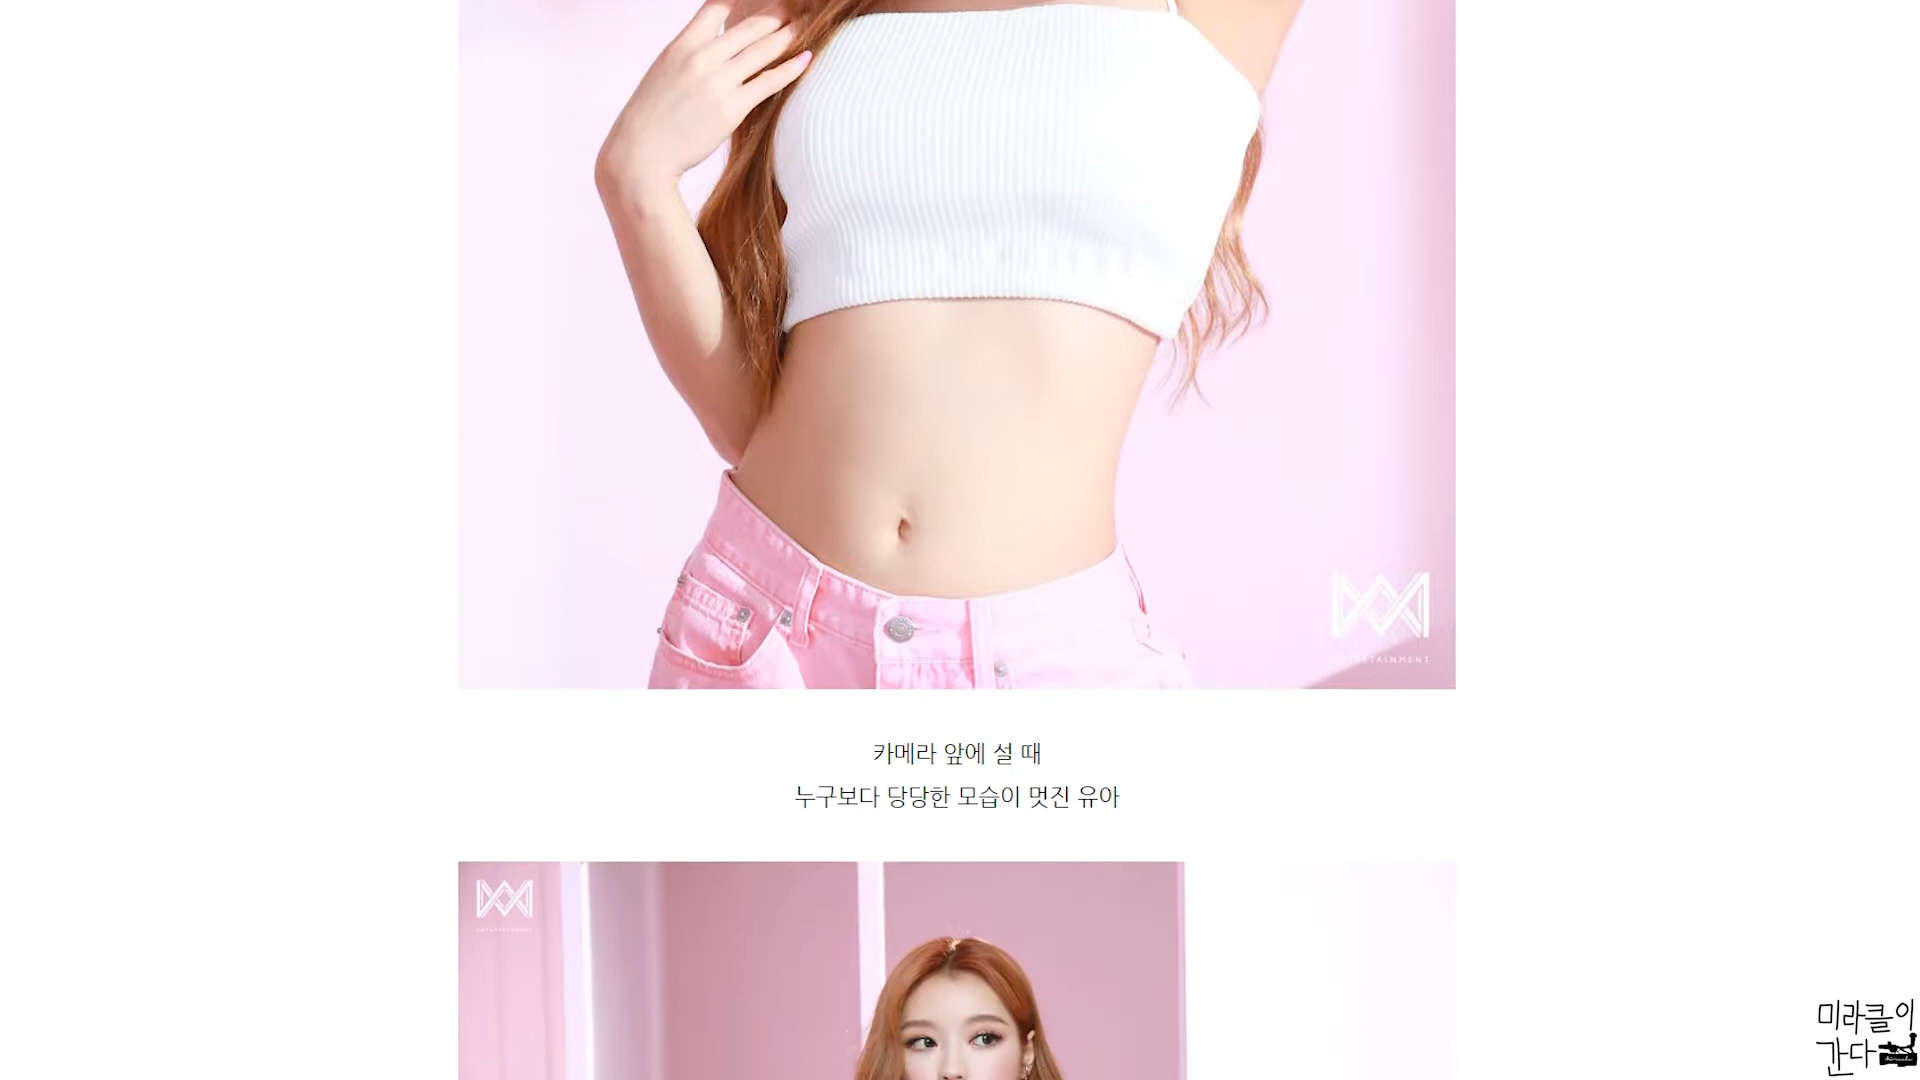 ENTERTAINMENT
카메라 앞에 설 때
누구보다 당당한 모습이 멋진 유아
미라클이
간다